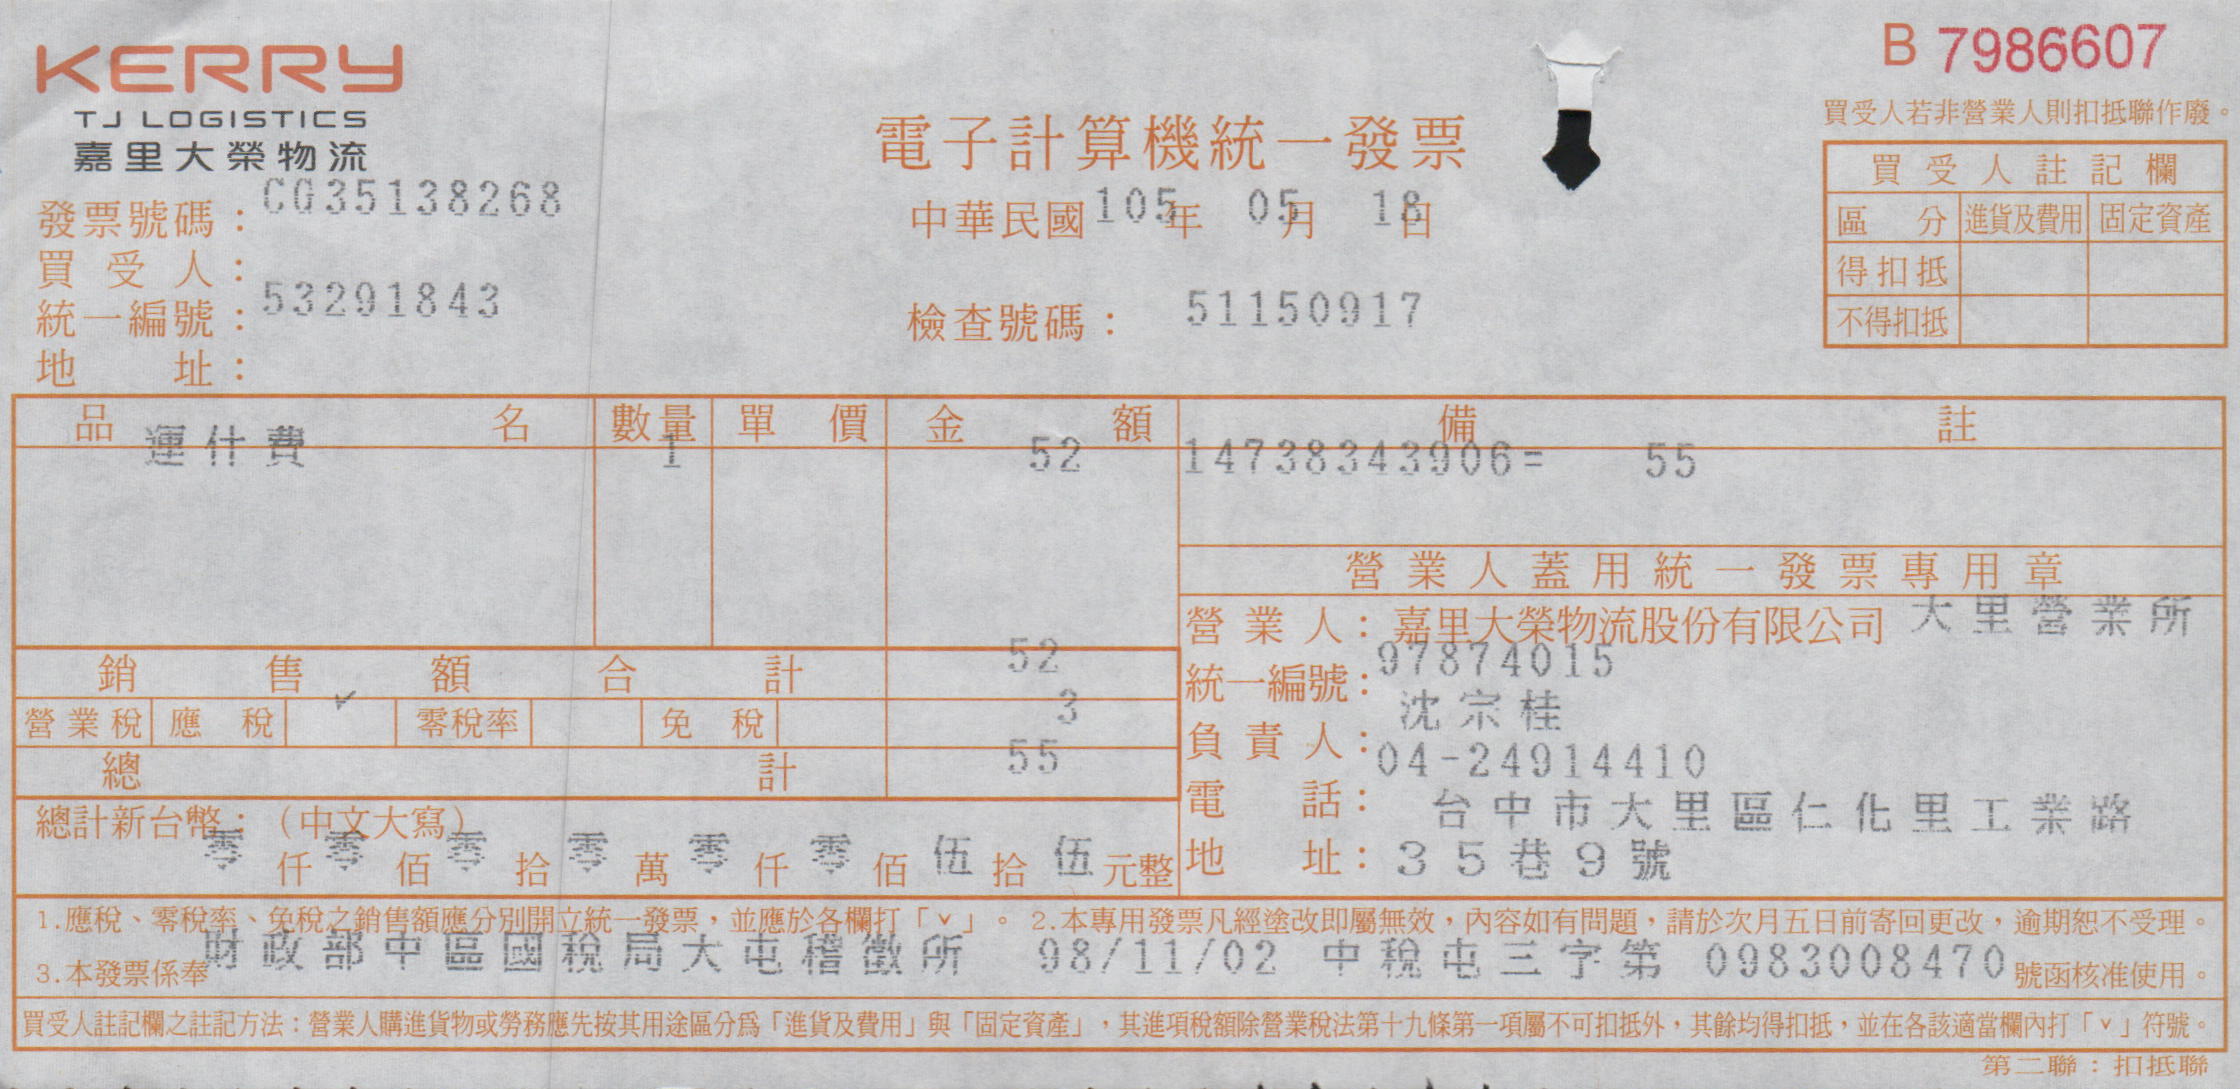 KERRY
TJ LOGISTICS
嘉里大榮物流
B 7986607
買受人若非營業人則扣抵聯作廢。
電子計算機統一發票
中華民國 105年 05月 18日
發票號碼：CG35138268
買受人：
統一編號：53291843
地址：
檢查號碼：51150917
買受人註記欄
區分 進貨及費用 固定資產
得扣抵
不得扣抵
品名 數量 單價 金額 備註
運什費 1 52 14738343906= 55
營業人蓋用統一發票專用章
營業人：嘉里大榮物流股份有限公司 大里營業所
統一編號：97874015
負責人：沈宗桂
電話：04-24914410
地址：台中市大里區仁化里工業路
35巷9號
銷售額合計 52
營業稅 應稅 ✓ 零稅率 免稅 3
總計 55
總計新台幣：（中文大寫）
零仟零佰零拾零萬零仟零佰伍拾伍元整
1.應稅、零稅率、免稅之銷售額應分別開立統一發票，並應於各欄打「ˇ」。 2.本專用發票凡經塗改即屬無效，內容如有問題，請於次月五日前寄回更改，逾期恕不受理。
3.本發票係奉 財政部中區國稅局大屯稽徵所 98/11/02 中稅屯三字第 0983008470 號函核准使用。
買受人註記欄之註記方法：營業人購進貨物或勞務應先按其用途區分為「進貨及費用」與「固定資產」，其進項稅額除營業稅法第十九條第一項屬不可扣抵外，其餘均得扣抵，並在各該適當欄內打「ˇ」符號。
第二聯：扣抵聯